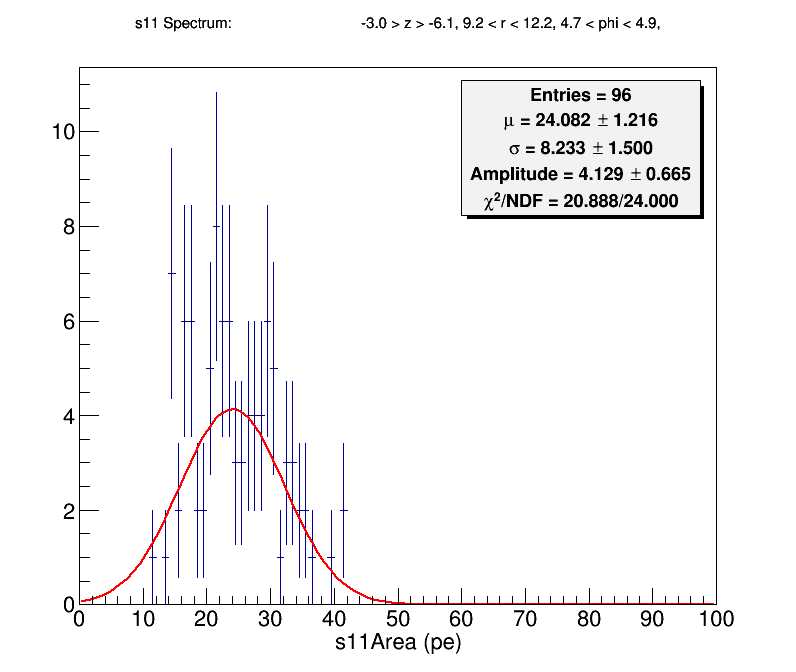 s11 Spectrum: -3.0 > z > -6.1, 9.2 < r < 12.2, 4.7 < phi < 4.9,
Entries = 96
μ = 24.082 ± 1.216
σ = 8.233 ± 1.500
Amplitude = 4.129 ± 0.665
χ²/NDF = 20.888/24.000
10
8
6
4
2
0
0 10 20 30 40 50 60 70 80 90 100
s11Area (pe)